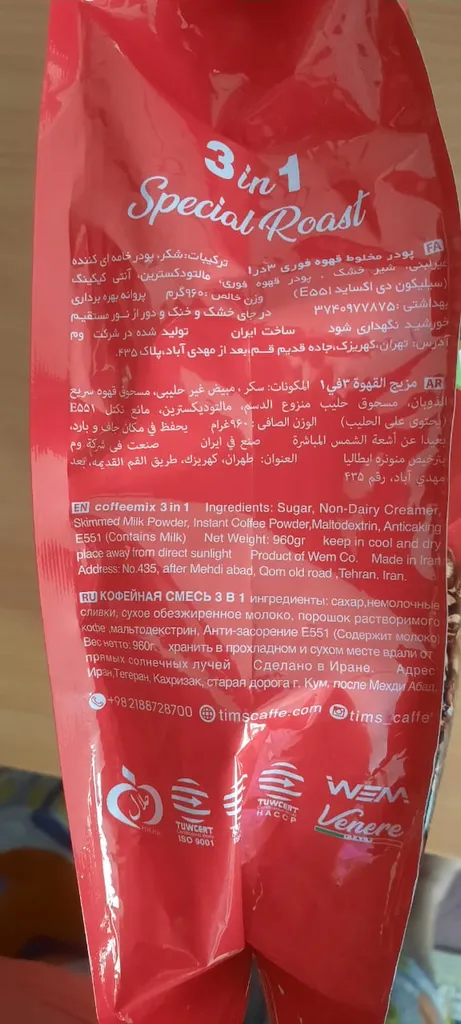 3 in 1
Special Roast
FA پودر مخلوط قهوه فوری ۳در۱ ترکیبات: شکر، پودر خامه ای کننده
غیرلبنی، شیر خشک، پودر قهوه فوری، مالتودکسترین، آنتی کیکینگ
(سیلیکون دی اکساید E551) وزن خالص: ۹۶۰گرم پروانه بهره برداری
بهداشتی: ۳۷۴۰۹۷۷۸۷۵ در جای خشک و خنک و دور از نور مستقیم
خورشید نگهداری شود ساخت ایران تولید شده در شرکت وم
آدرس: تهران، کهریزک، جاده قدیم قم، بعد از مهدی آباد، پلاک ۴۳۵
AR مزيج القهوة ۳في۱ المكونات: سكر، مبيض غير حليبي، مسحوق قهوه سريع
الذوبان، مسحوق حليب منزوع الدسم، مالتوديكسترين، مانع تكتل E551
(يحتوي على الحليب) الوزن الصافي: ۹۶۰غرام يحفظ في مكان جاف و بارد،
بعيدا عن أشعة الشمس المباشرة صنع في ايران صنعت فى شركة وم
بترخيص منونره ايطاليا العنوان: طهران، كهريزك، طريق القم القديمه، بعد
مهدي آباد، رقم ۴۳۵
EN coffeemix 3 in 1 Ingredients: Sugar, Non-Dairy Creamer,
Skimmed Milk Powder, Instant Coffee Powder,Maltodextrin, Anticaking
E551 (Contains Milk) Net Weight: 960gr keep in cool and dry
place away from direct sunlight Product of Wem Co. Made in Iran
Address: No.435, after Mehdi abad, Qom old road ,Tehran, Iran.
RU КОФЕЙНАЯ СМЕСЬ 3 В 1 ингредиенты: сахар,немолочные
сливки, сухое обезжиренное молоко, порошок растворимого
кофе ,мальтодекстрин, Анти-засорение E551 (Содержит молоко)
Вес нетто: 960г. хранить в прохладном и сухом месте врали от
прямых солнечных лучей Сделано в Иране. Адрес
Иран,Тегеран, Кахризак, старая дорога г. Кум, после Мехди Абад,
+982188728700 timscaffe.com tims_caffe
حلال
TUWCERT
ISO 9001
TUWCERT
HACCP
WEM
Venere
ITALY